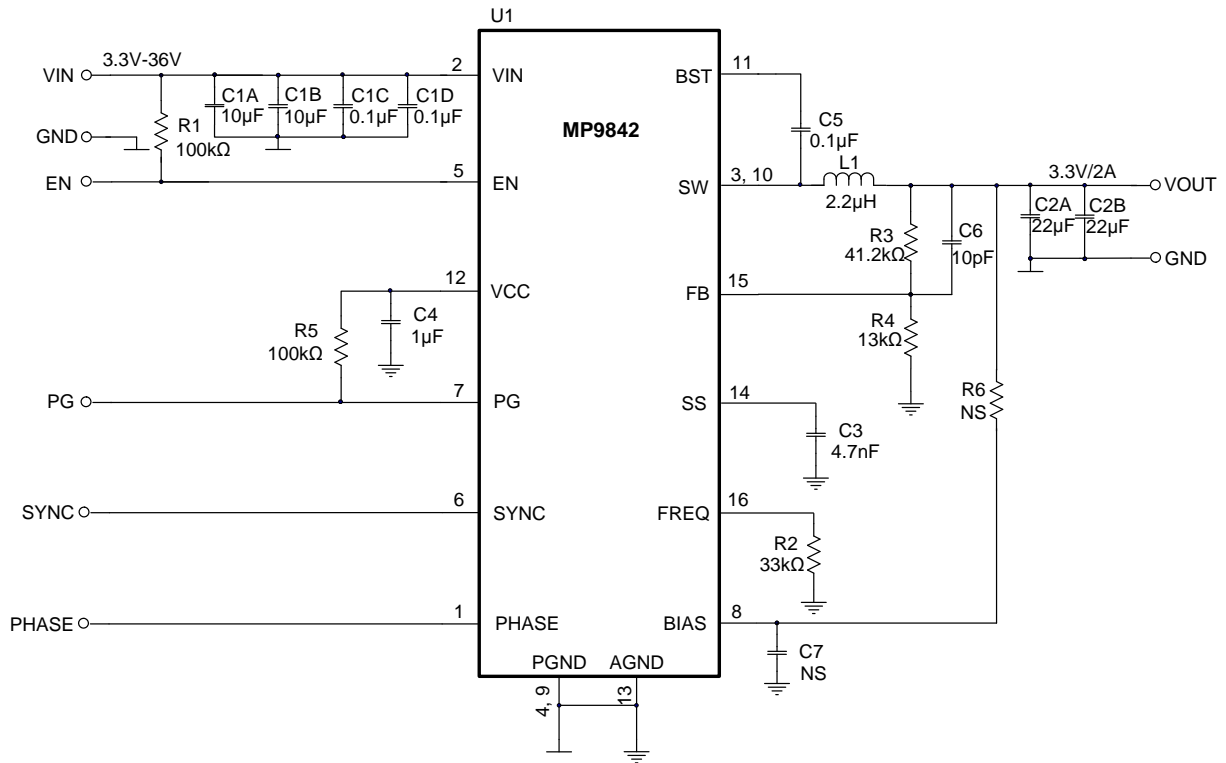 U1
3.3V-36V
VIN
2
VIN
BST
11
C1A
10µF
C1B
10µF
C1C
0.1µF
C1D
0.1µF
MP9842
C5
0.1µF
GND
R1
100kΩ
L1
2.2µH
EN
5
EN
SW
3, 10
3.3V/2A
VOUT
C2A
22µF
C2B
22µF
R3
41.2kΩ
C6
10pF
GND
12
VCC
FB
15
C4
1µF
R5
100kΩ
R4
13kΩ
PG
7
PG
SS
14
R6
NS
C3
4.7nF
SYNC
6
SYNC
FREQ
16
R2
33kΩ
PHASE
1
PHASE
BIAS
8
C7
NS
PGND
AGND
4, 9
13